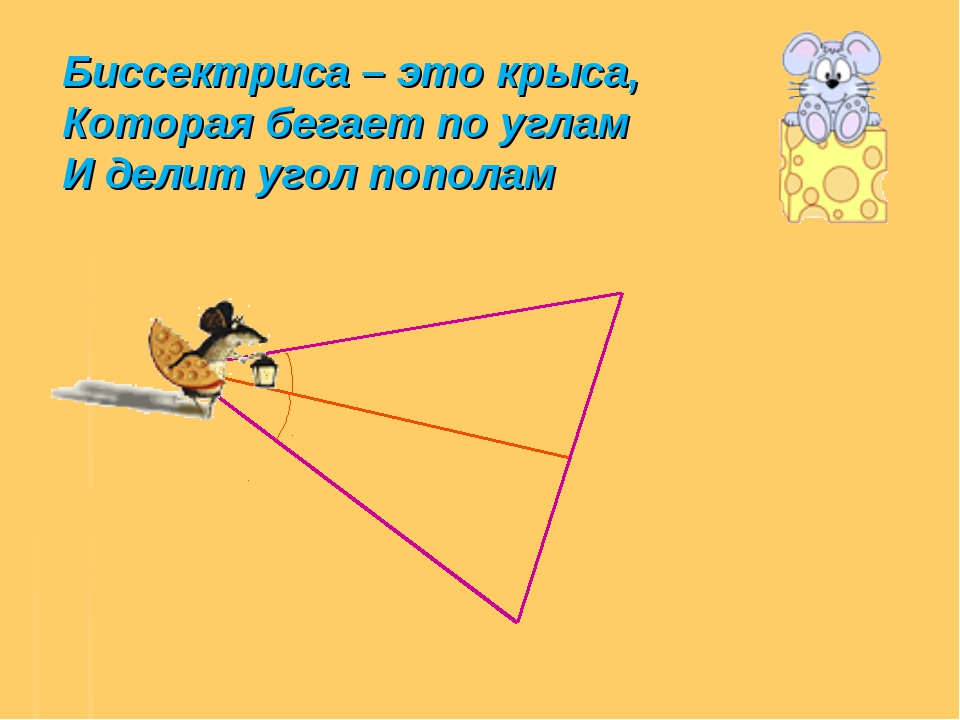 Биссектриса – это крыса,
Которая бегает по углам
И делит угол пополам